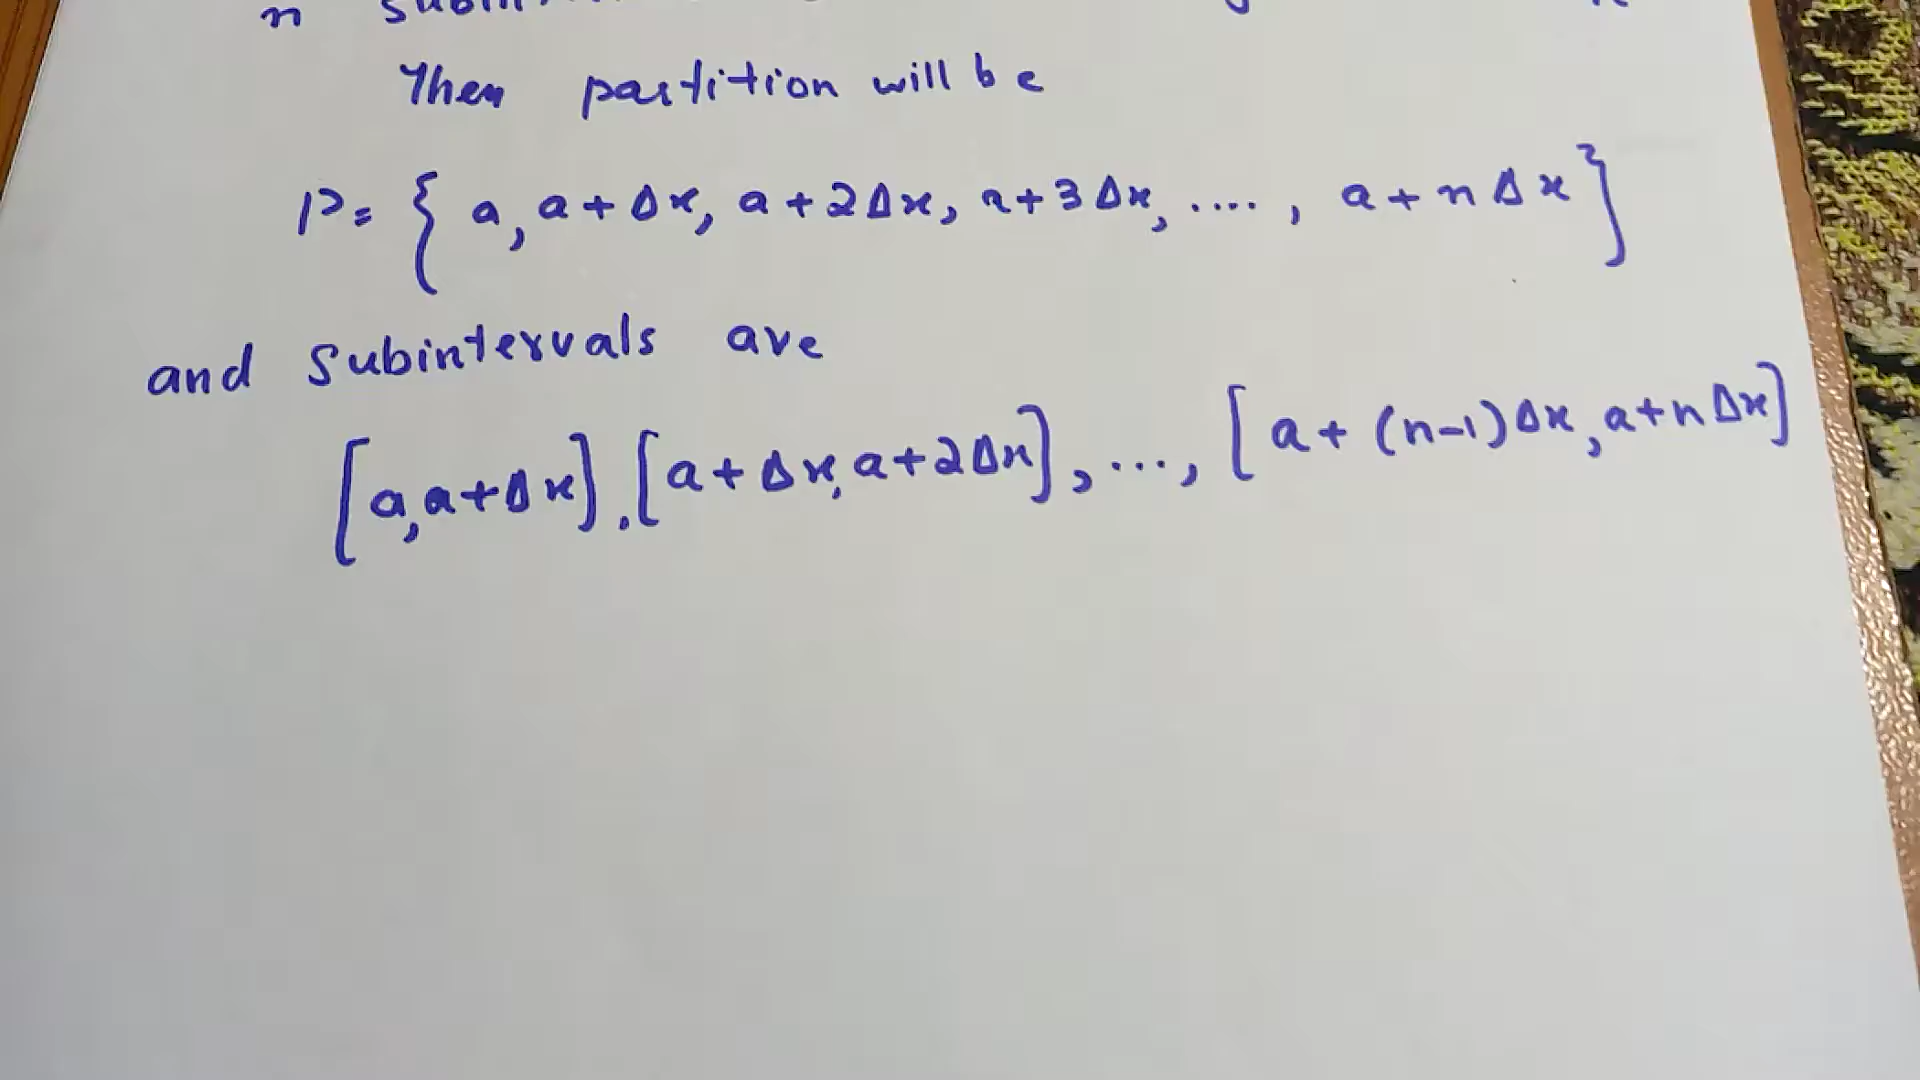 n
Then partition will be
P = { a, a + Δx, a + 2Δx, a + 3Δx, ...., a + nΔx }
and subintervals are
[a, a + Δx], [a + Δx, a + 2Δx], ..., [a + (n-1)Δx, a + nΔx]